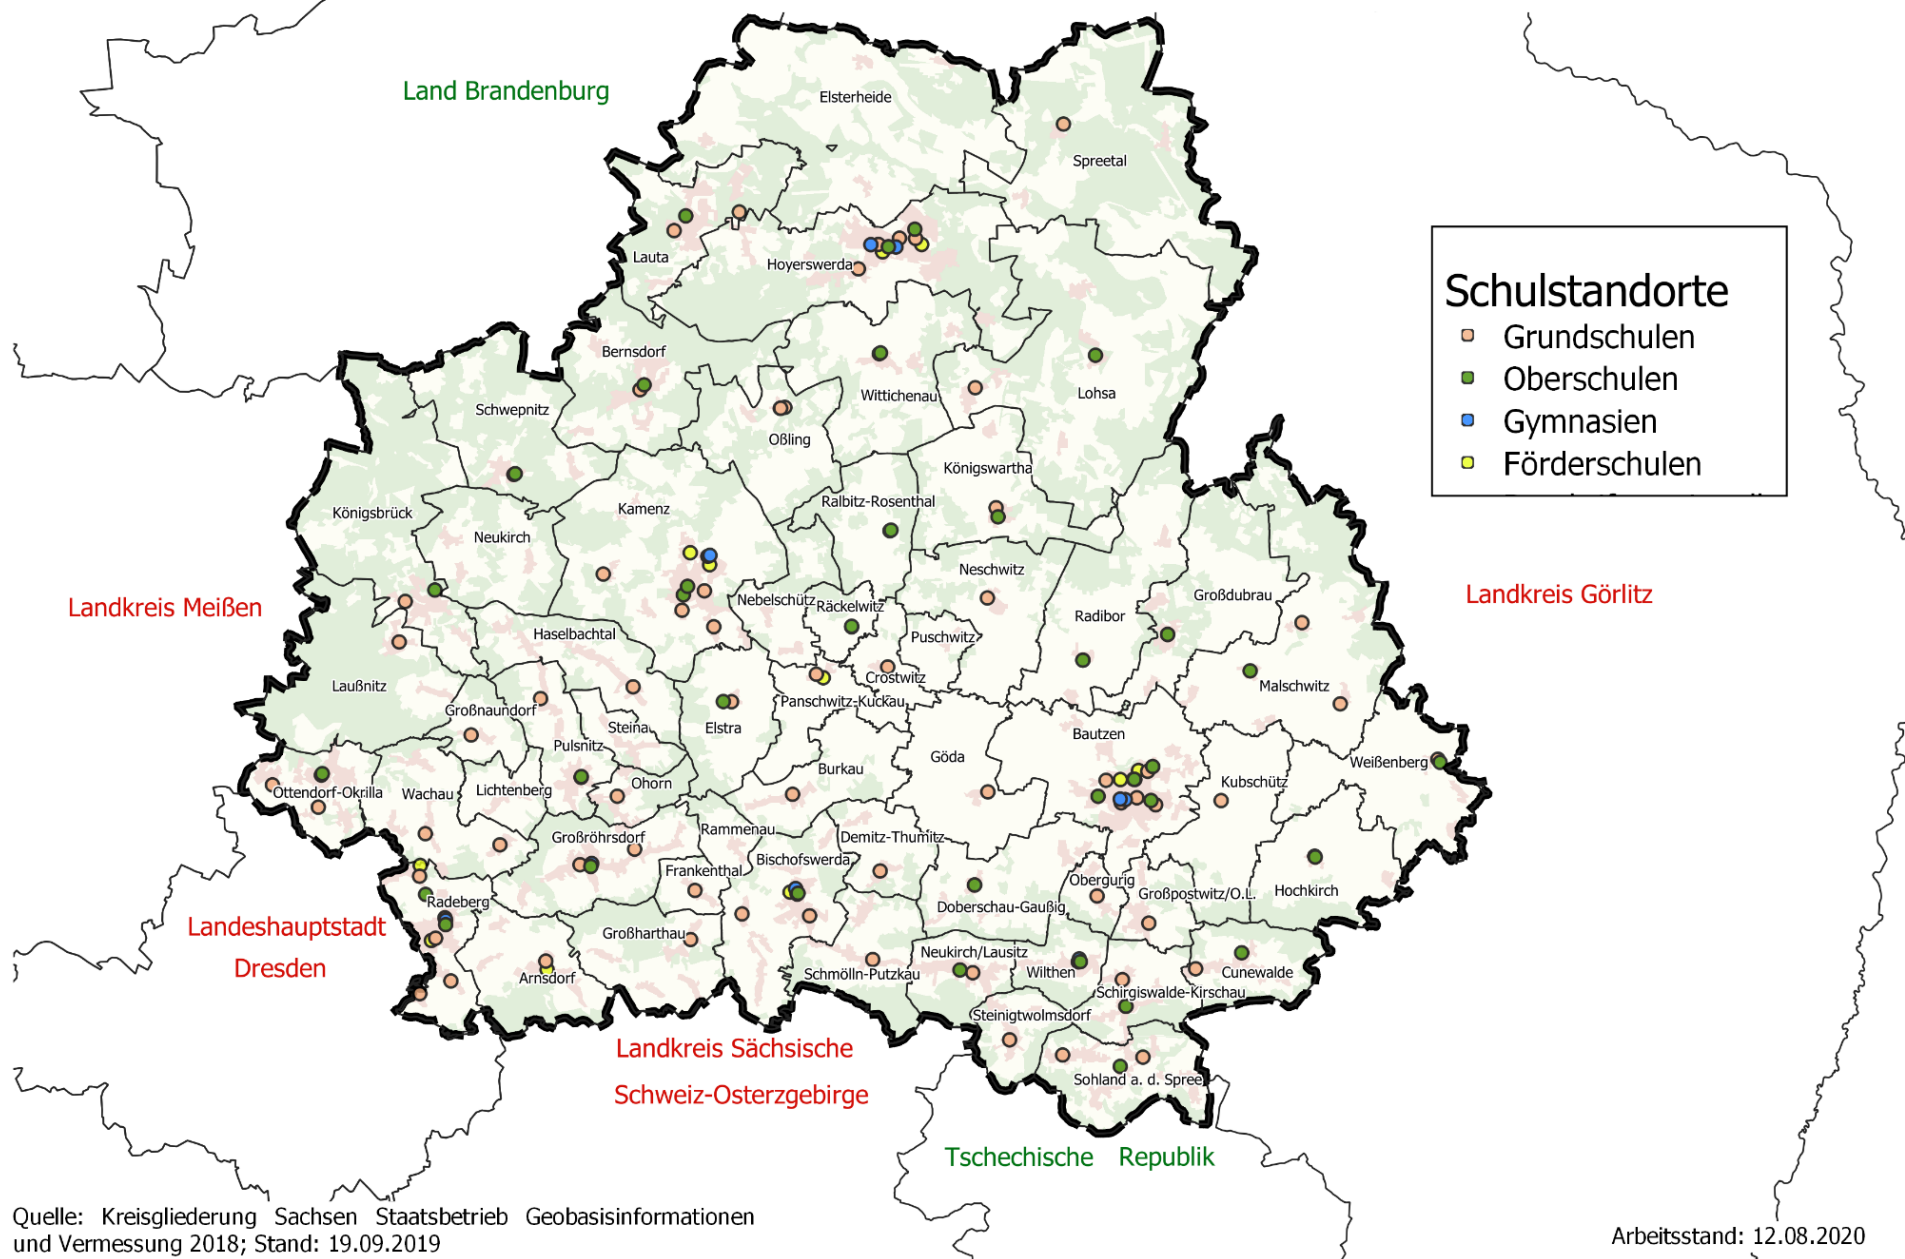 Land Brandenburg
Elsterheide
Spreetal
Lauta
Hoyerswerda
Schulstandorte
Grundschulen
Oberschulen
Gymnasien
Förderschulen
Bernsdorf
Schwepnitz
Wittichenau
Lohsa
Oßling
Königswartha
Königsbrück
Kamenz
Ralbitz-Rosenthal
Neukirch
Neschwitz
Großdubrau
Landkreis Meißen
Landkreis Görlitz
Nebelschütz
Räckelwitz
Radibor
Haselbachtal
Puschwitz
Crostwitz
Laußnitz
Malschwitz
Panschwitz-Kuckau
Großnaundorf
Steina
Elstra
Bautzen
Pulsnitz
Göda
Burkau
Weißenberg
Ottendorf-Okrilla
Wachau
Lichtenberg
Ohorn
Kubschütz
Großröhrsdorf
Rammenau
Demitz-Thumitz
Bischofswerda
Frankenthal
Obergurig
Großpostwitz/O.L.
Hochkirch
Radeberg
Doberschau-Gaußig
Landeshauptstadt
Dresden
Großharthau
Neukirch/Lausitz
Arnsdorf
Schmölln-Putzkau
Wilthen
Cunewalde
Schirgiswalde-Kirschau
Steinigtwolmsdorf
Landkreis Sächsische
Schweiz-Osterzgebirge
Sohland a. d. Spree
Tschechische Republik
Quelle: Kreisgliederung Sachsen Staatsbetrieb Geobasisinformationen
und Vermessung 2018; Stand: 19.09.2019
Arbeitsstand: 12.08.2020